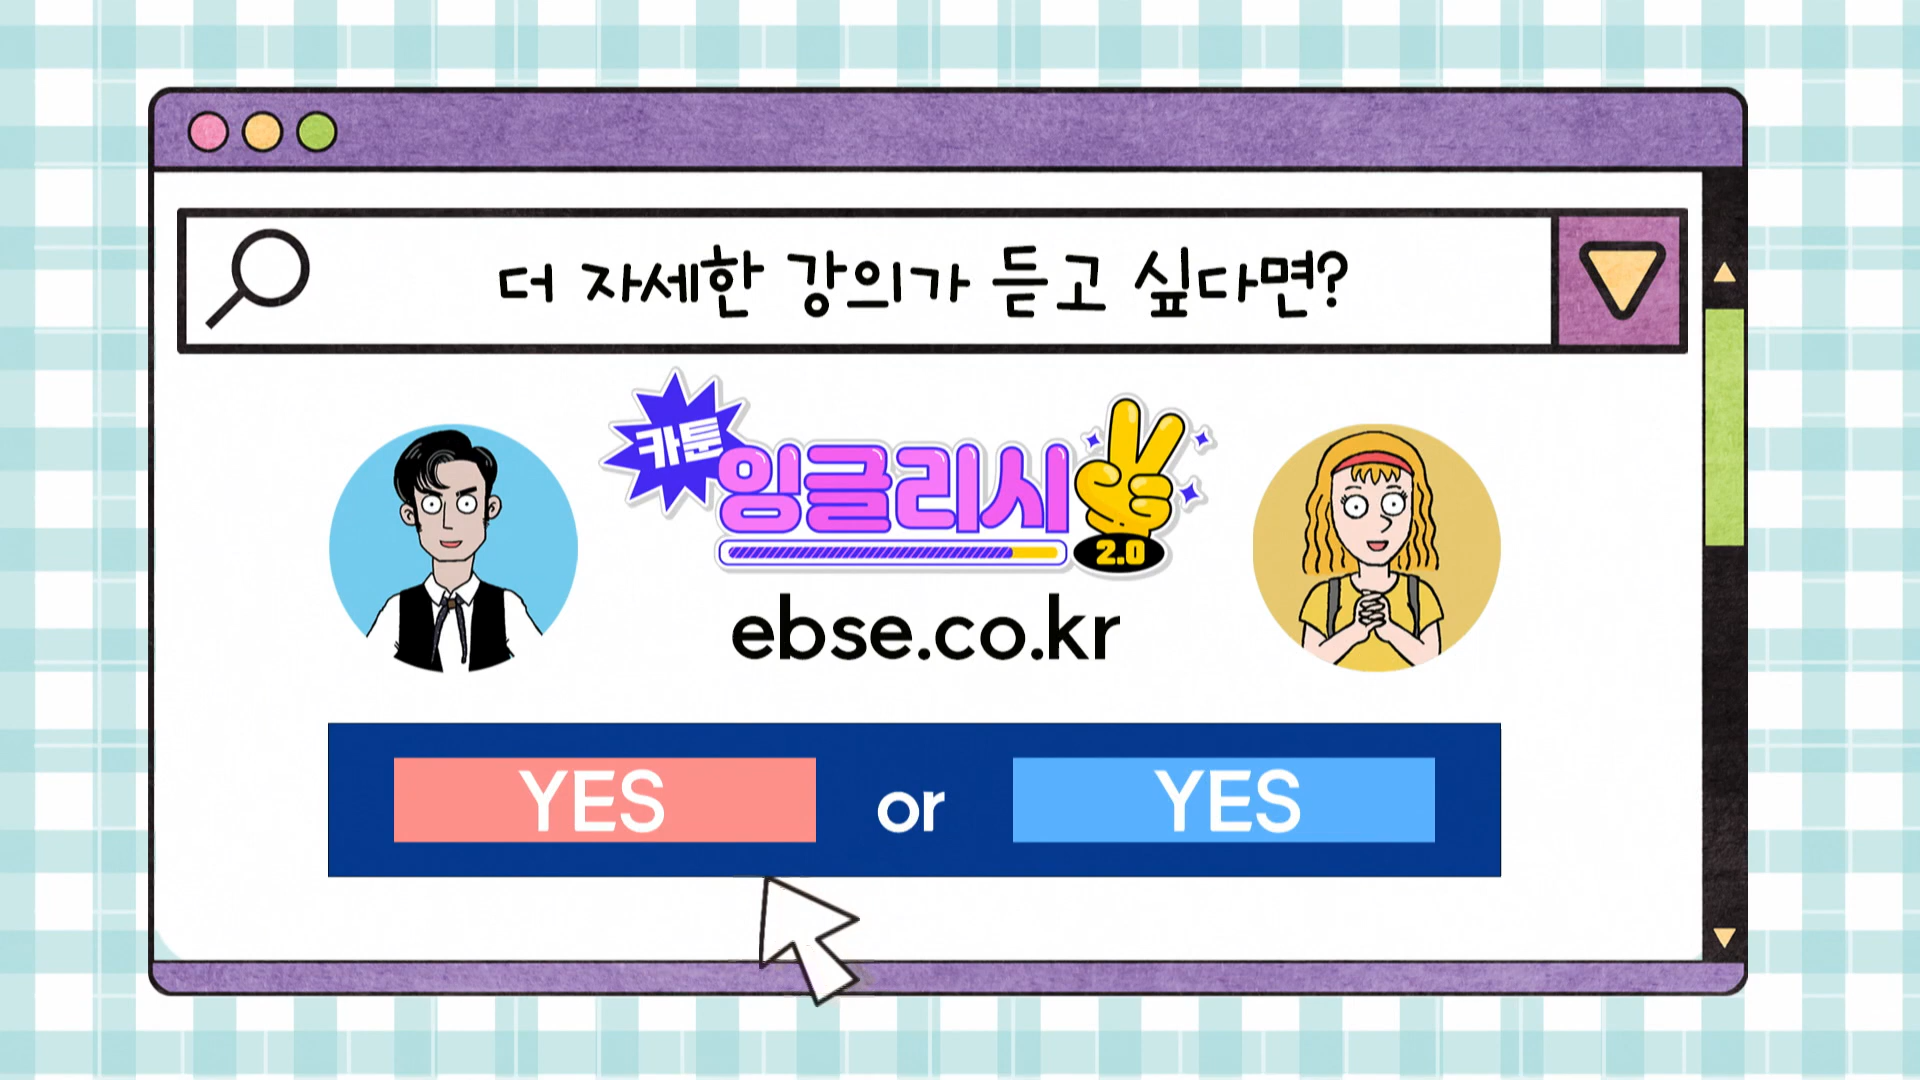 더 자세한 강의가 듣고 싶다면?
카툰
잉글리시
2.0
ebse.co.kr
YES or YES